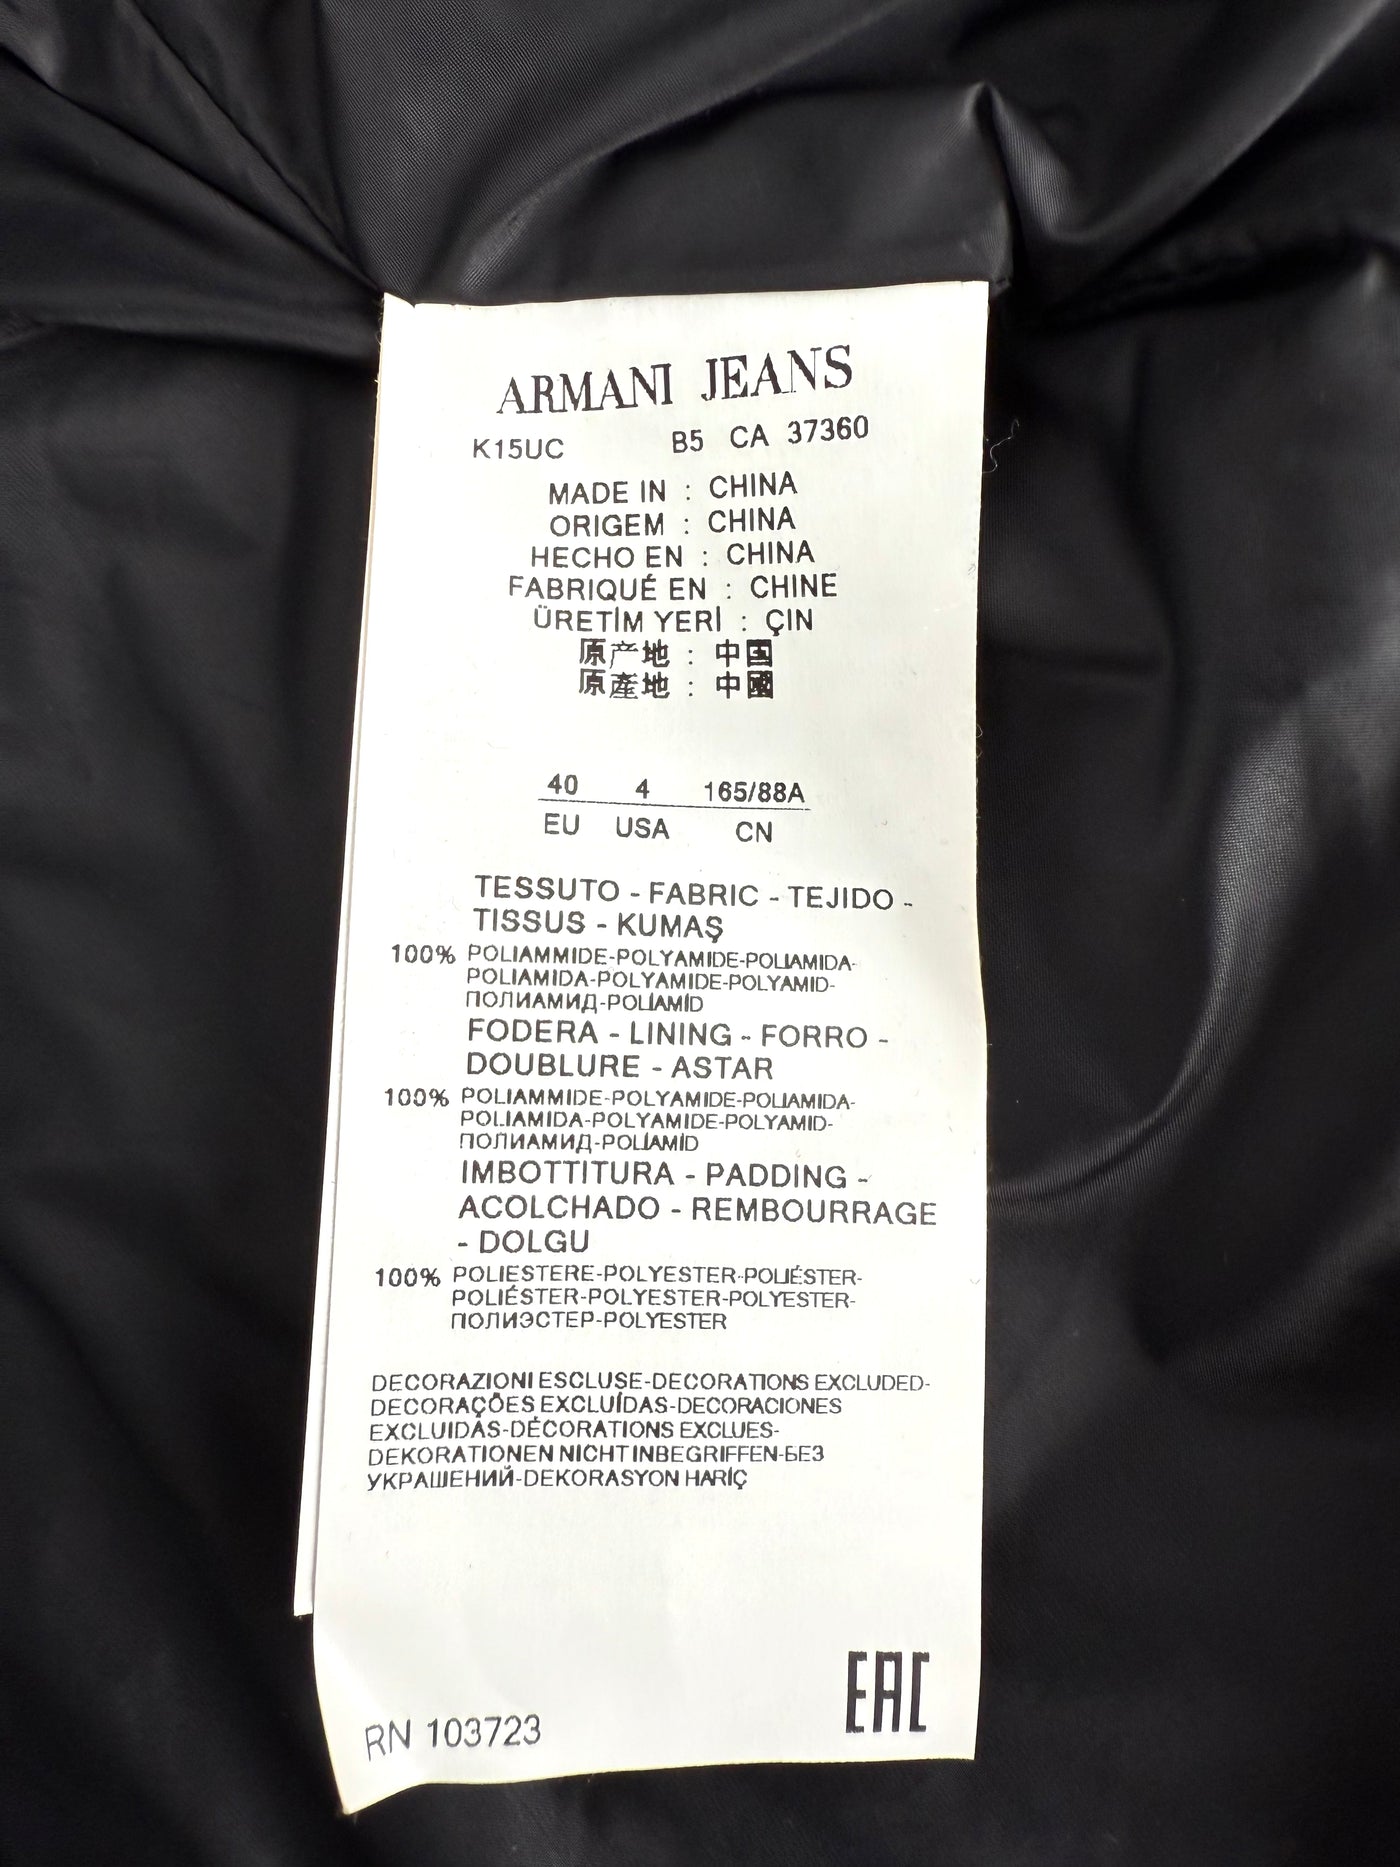 ARMANI JEANS
K15UC B5 CA 37360
MADE IN : CHINA
ORIGEM : CHINA
HECHO EN : CHINA
FABRIQUÉ EN : CHINE
ÜRETİM YERİ : ÇIN
原产地 : 中国
原產地 : 中國
40 4 165/88A
EU USA CN
TESSUTO - FABRIC - TEJIDO -
TISSUS - KUMAŞ
100% POLIAMMIDE-POLYAMIDE-POLIAMIDA-
POLIAMIDA-POLYAMIDE-POLYAMID-
ПОЛИАМИД-POLİAMİD
FODERA - LINING - FORRO -
DOUBLURE - ASTAR
100% POLIAMMIDE-POLYAMIDE-POLIAMIDA-
POLIAMIDA-POLYAMIDE-POLYAMID-
ПОЛИАМИД-POLİAMİD
IMBOTTITURA - PADDING -
ACOLCHADO - REMBOURRAGE
- DOLGU
100% POLIESTERE-POLYESTER-POLIÉSTER-
POLIÉSTER-POLYESTER-POLYESTER-
ПОЛИЭСТЕР-POLYESTER
DECORAZIONI ESCLUSE-DECORATIONS EXCLUDED-
DECORAÇÕES EXCLUÍDAS-DECORACIONES
EXCLUIDAS-DÉCORATIONS EXCLUES-
DEKORATIONEN NICHT INBEGRIFFEN-БЕЗ
УКРАШЕНИЙ-DEKORASYON HARİÇ
EAC
RN 103723